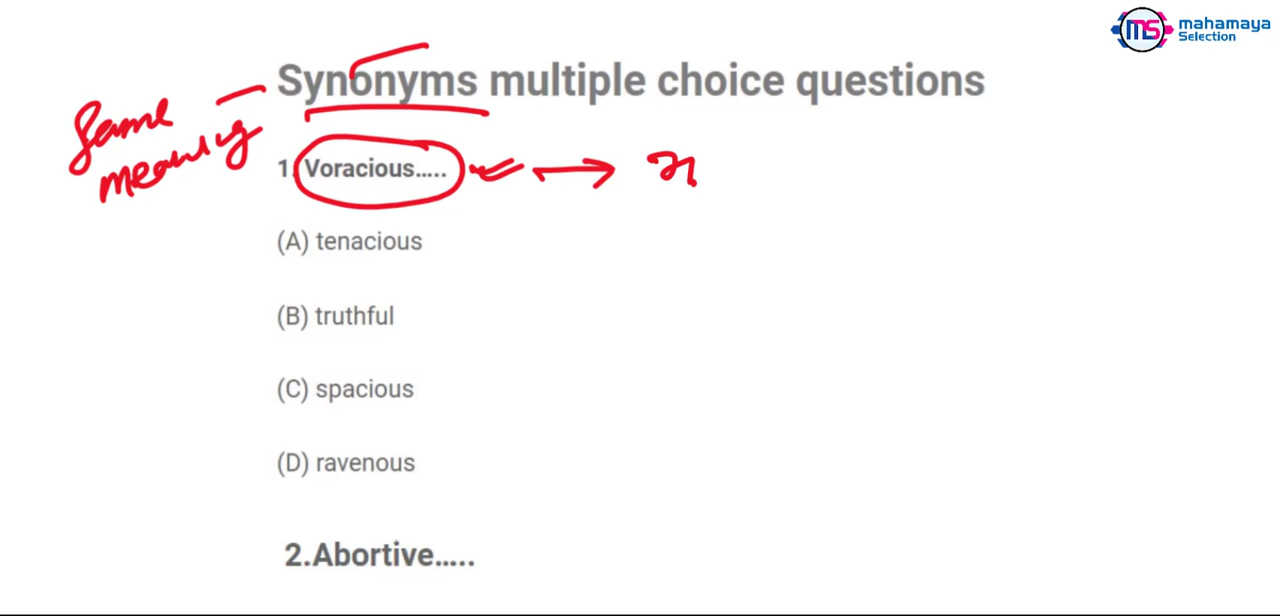 mahamaya
Selection
Synonyms multiple choice questions
Same
meaning
1. Voracious.....
(A) tenacious
(B) truthful
(C) spacious
(D) ravenous
2.Abortive.....